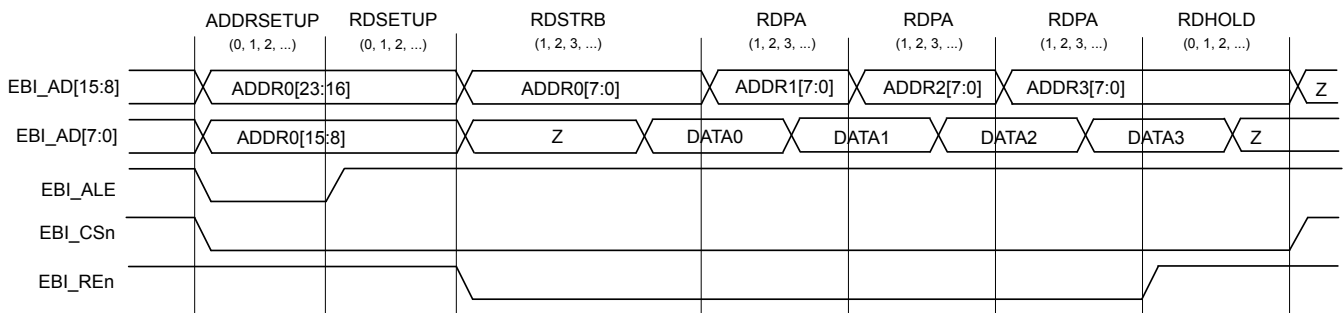 ADDRSETUP RDSETUP RDSTRB RDPA RDPA RDPA RDHOLD
(0, 1, 2, ...) (0, 1, 2, ...) (1, 2, 3, ...) (1, 2, 3, ...) (1, 2, 3, ...) (1, 2, 3, ...) (0, 1, 2, ...)
EBI_AD[15:8] ADDR0[23:16] ADDR0[7:0] ADDR1[7:0] ADDR2[7:0] ADDR3[7:0] Z
EBI_AD[7:0] ADDR0[15:8] Z DATA0 DATA1 DATA2 DATA3 Z
EBI_ALE
EBI_CSn
EBI_REn